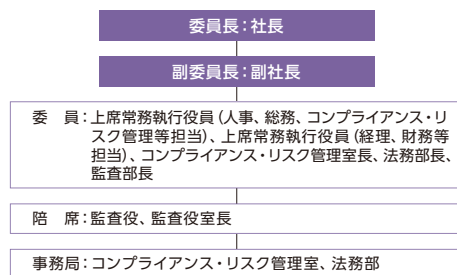 委員長：社長
副委員長：副社長
委　員：上席常務執行役員（人事、総務、コンプライアンス・リ
スク管理等担当）、上席常務執行役員（経理、財務等
担当）、コンプライアンス・リスク管理室長、法務部長、
監査部長
陪　席：監査役、監査役室長
事務局：コンプライアンス・リスク管理室、法務部